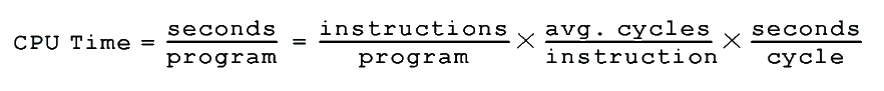 CPU Time = seconds/program = instructions/program × avg. cycles/instruction × seconds/cycle